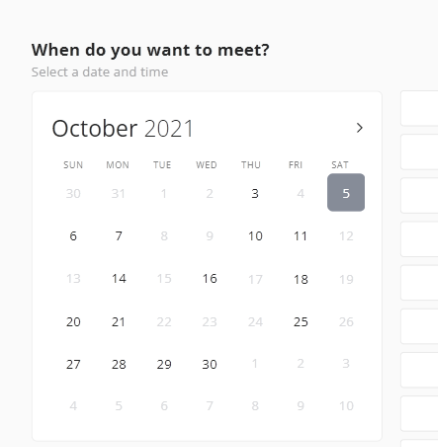 When do you want to meet?
Select a date and time
October 2021
SUN MON TUE WED THU FRI SAT
30 31 1 2 3 4 5
6 7 8 9 10 11 12
13 14 15 16 17 18 19
20 21 22 23 24 25 26
27 28 29 30 1 2 3
4 5 6 7 8 9 10